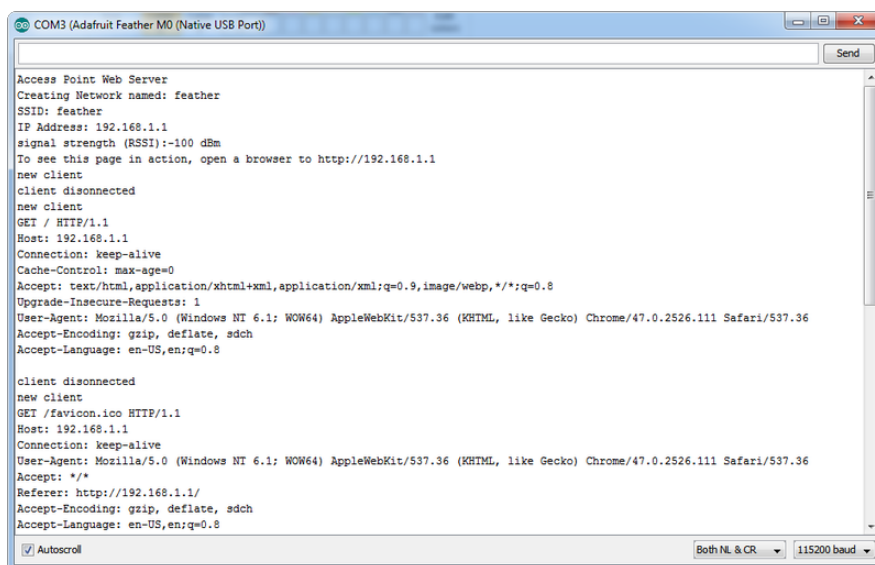 COM3 (Adafruit Feather M0 (Native USB Port))
Send
Access Point Web Server
Creating Network named: feather
SSID: feather
IP Address: 192.168.1.1
signal strength (RSSI):-100 dBm
To see this page in action, open a browser to http://192.168.1.1
new client
client disonnected
new client
GET / HTTP/1.1
Host: 192.168.1.1
Connection: keep-alive
Cache-Control: max-age=0
Accept: text/html,application/xhtml+xml,application/xml;q=0.9,image/webp,*/*;q=0.8
Upgrade-Insecure-Requests: 1
User-Agent: Mozilla/5.0 (Windows NT 6.1; WOW64) AppleWebKit/537.36 (KHTML, like Gecko) Chrome/47.0.2526.111 Safari/537.36
Accept-Encoding: gzip, deflate, sdch
Accept-Language: en-US,en;q=0.8

client disonnected
new client
GET /favicon.ico HTTP/1.1
Host: 192.168.1.1
Connection: keep-alive
User-Agent: Mozilla/5.0 (Windows NT 6.1; WOW64) AppleWebKit/537.36 (KHTML, like Gecko) Chrome/47.0.2526.111 Safari/537.36
Accept: */*
Referer: http://192.168.1.1/
Accept-Encoding: gzip, deflate, sdch
Accept-Language: en-US,en;q=0.8
Autoscroll
Both NL & CR
115200 baud